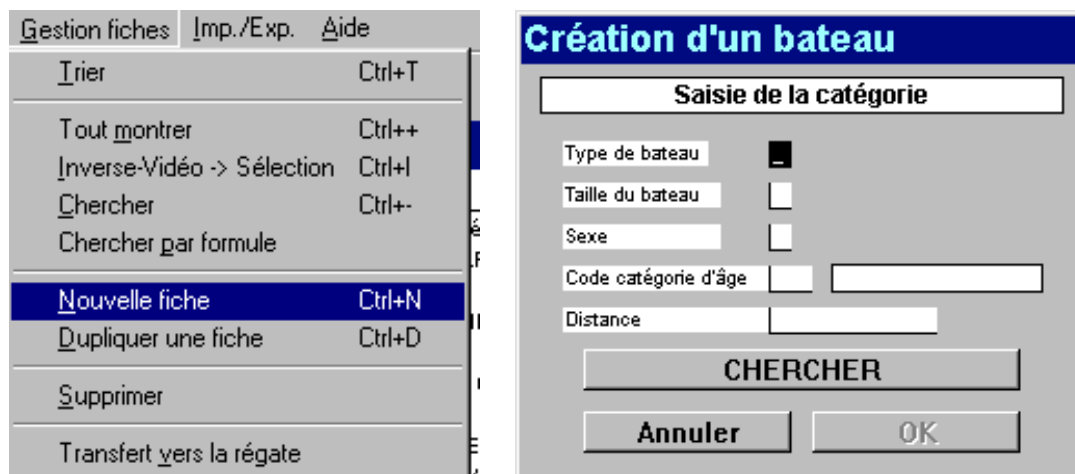 Gestion fiches Imp./Exp. Aide
Trier Ctrl+T
Tout montrer Ctrl++
Inverse-Vidéo -> Sélection Ctrl+I
Chercher Ctrl+-
Chercher par formule
Nouvelle fiche Ctrl+N
Dupliquer une fiche Ctrl+D
Supprimer
Transfert vers la régate
Création d'un bateau
Saisie de la catégorie
Type de bateau
Taille du bateau
Sexe
Code catégorie d'âge
Distance
CHERCHER
Annuler OK